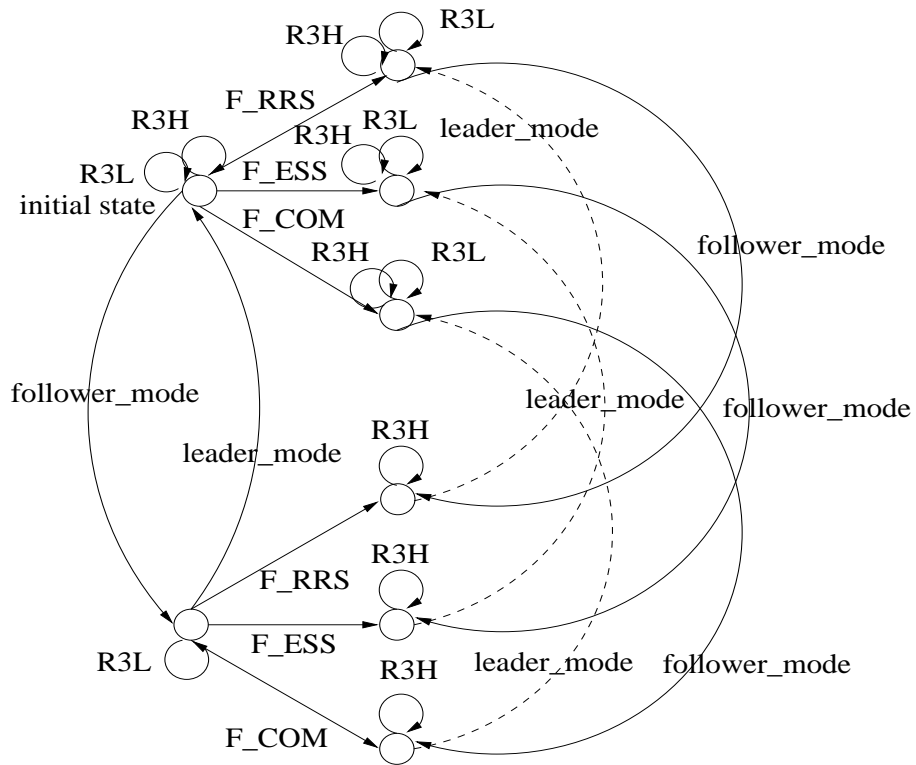 R3L
R3H
F_RRS
R3H
R3L
R3H
leader_mode
R3L
F_ESS
initial state
F_COM
R3H
R3L
follower_mode
follower_mode
leader_mode
follower_mode
R3H
leader_mode
R3H
F_RRS
F_ESS
R3L
R3H
leader_mode
follower_mode
F_COM